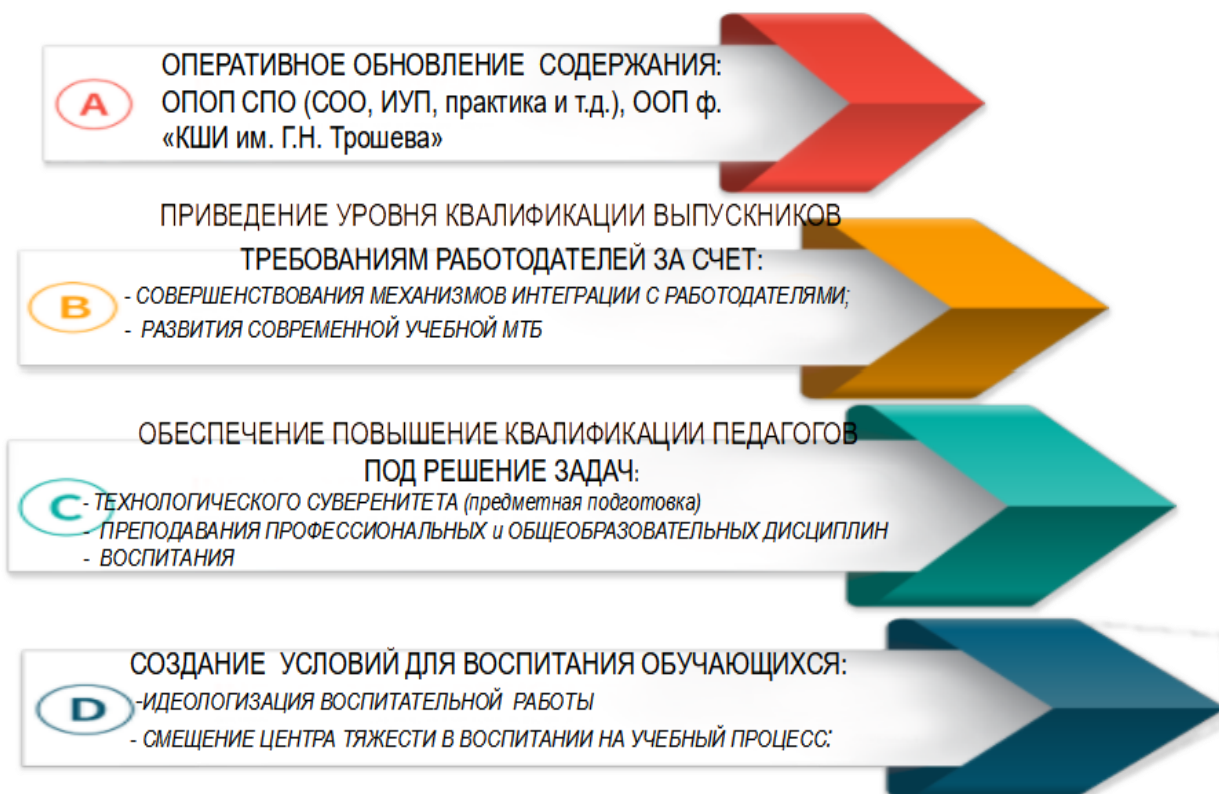 A
ОПЕРАТИВНОЕ ОБНОВЛЕНИЕ СОДЕРЖАНИЯ:
ОПОП СПО (СОО, ИУП, практика и т.д.), ООП ф.
«КШИ им. Г.Н. Трошева»
ПРИВЕДЕНИЕ УРОВНЯ КВАЛИФИКАЦИИ ВЫПУСКНИКОВ
ТРЕБОВАНИЯМ РАБОТОДАТЕЛЕЙ ЗА СЧЕТ:
B
- СОВЕРШЕНСТВОВАНИЯ МЕХАНИЗМОВ ИНТЕГРАЦИИ С РАБОТОДАТЕЛЯМИ;
- РАЗВИТИЯ СОВРЕМЕННОЙ УЧЕБНОЙ МТБ
ОБЕСПЕЧЕНИЕ ПОВЫШЕНИЕ КВАЛИФИКАЦИИ ПЕДАГОГОВ
ПОД РЕШЕНИЕ ЗАДАЧ:
C
- ТЕХНОЛОГИЧЕСКОГО СУВЕРЕНИТЕТА (предметная подготовка)
- ПРЕПОДАВАНИЯ ПРОФЕССИОНАЛЬНЫХ и ОБЩЕОБРАЗОВАТЕЛЬНЫХ ДИСЦИПЛИН
- ВОСПИТАНИЯ
СОЗДАНИЕ УСЛОВИЙ ДЛЯ ВОСПИТАНИЯ ОБУЧАЮЩИХСЯ:
D
-ИДЕОЛОГИЗАЦИЯ ВОСПИТАТЕЛЬНОЙ РАБОТЫ
- СМЕЩЕНИЕ ЦЕНТРА ТЯЖЕСТИ В ВОСПИТАНИИ НА УЧЕБНЫЙ ПРОЦЕСС: